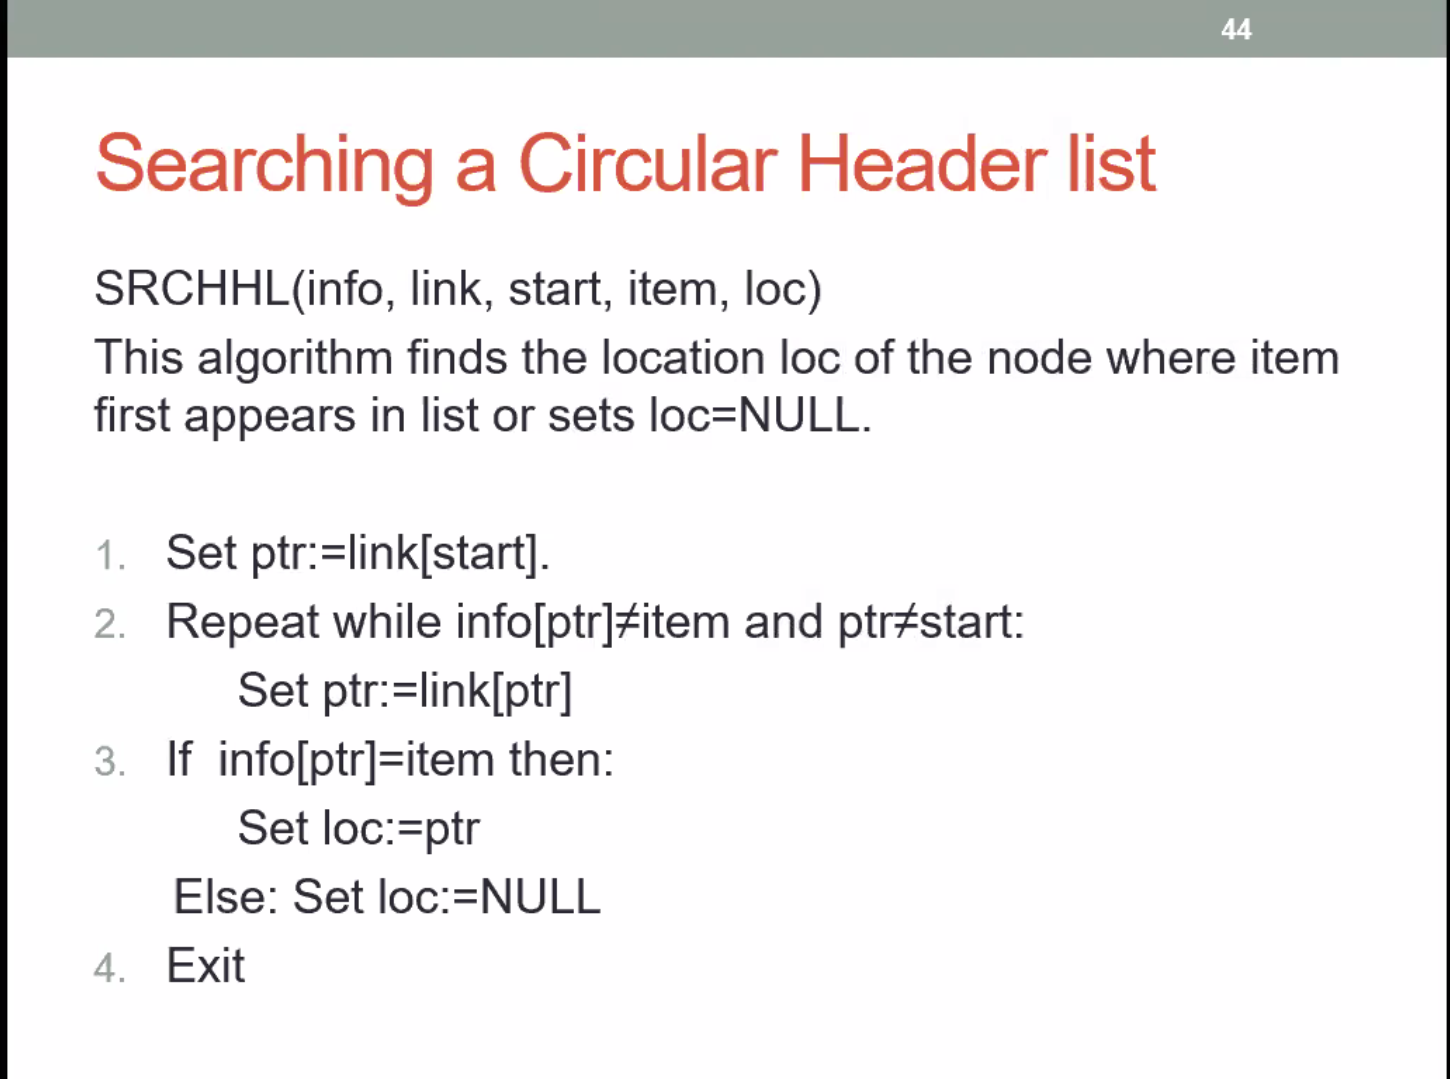 44
Searching a Circular Header list
SRCHHL(info, link, start, item, loc)
This algorithm finds the location loc of the node where item
first appears in list or sets loc=NULL.
1. Set ptr:=link[start].
2. Repeat while info[ptr]≠item and ptr≠start:
Set ptr:=link[ptr]
3. If  info[ptr]=item then:
Set loc:=ptr
Else: Set loc:=NULL
4. Exit